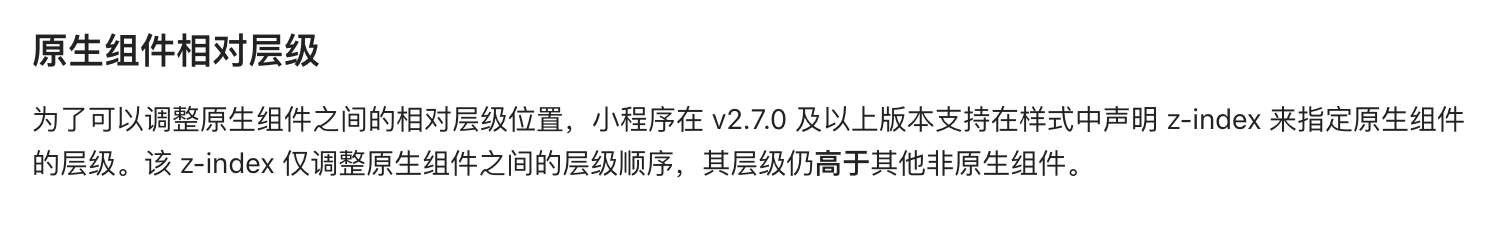 原生组件相对层级
为了可以调整原生组件之间的相对层级位置，小程序在 v2.7.0 及以上版本支持在样式中声明 z-index 来指定原生组件
的层级。该 z-index 仅调整原生组件之间的层级顺序，其层级仍高于其他非原生组件。